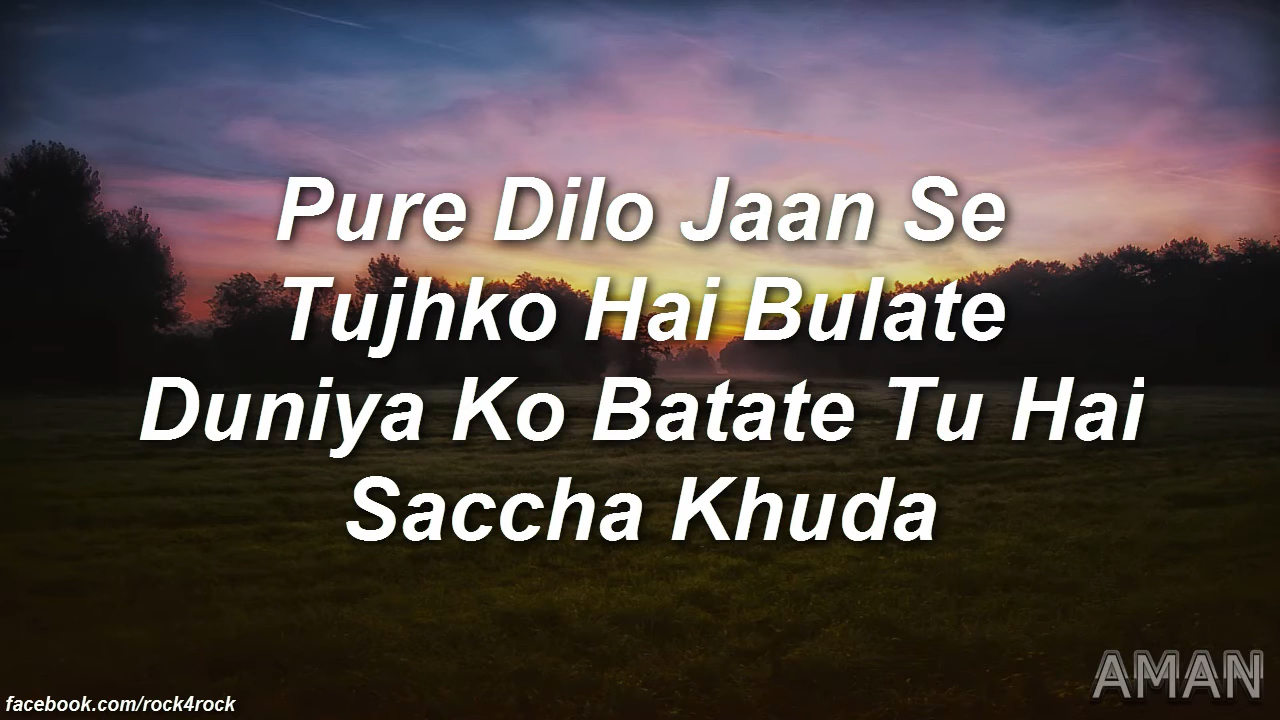 Pure Dilo Jaan Se
Tujhko Hai Bulate
Duniya Ko Batate Tu Hai
Saccha Khuda
AMAN
facebook.com/rock4rock